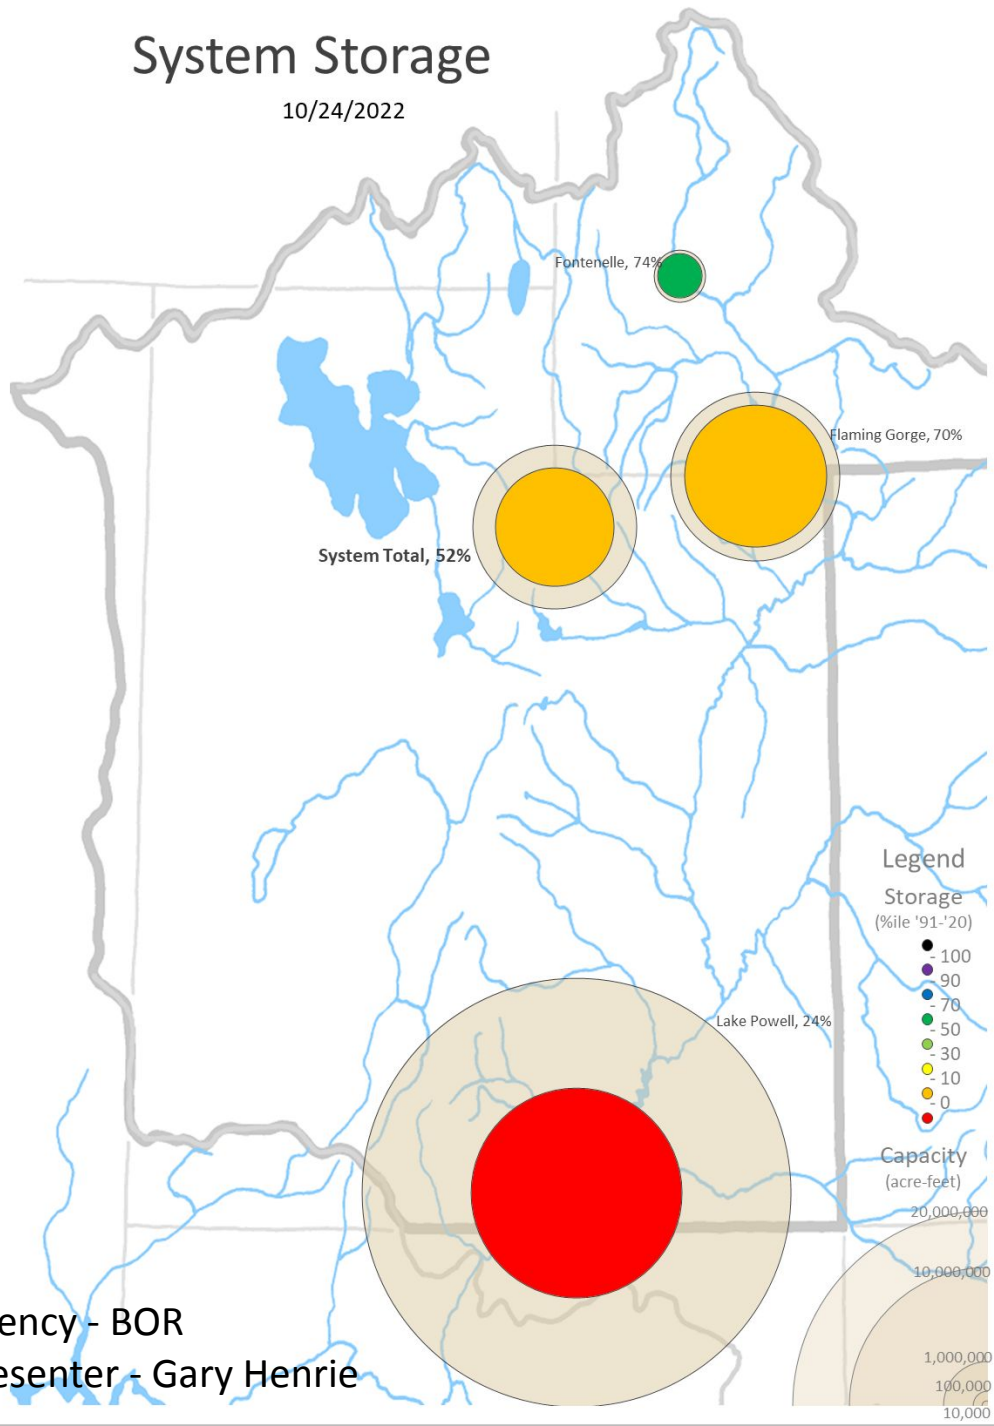 System Storage
10/24/2022
Fontenelle, 74%
Flaming Gorge, 70%
System Total, 52%
Lake Powell, 24%
Legend
Storage
(%ile '91-'20)
- 100
- 90
- 70
- 50
- 30
- 10
- 0
Capacity
(acre-feet)
20,000,000
10,000,000
1,000,000
100,000
10,000
ency - BOR
esenter - Gary Henrie